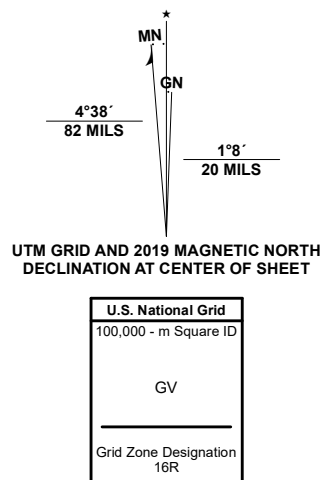 ★
MN
GN
4°38´
82 MILS
1°8´
20 MILS
UTM GRID AND 2019 MAGNETIC NORTH
DECLINATION AT CENTER OF SHEET
U.S. National Grid
100,000 - m Square ID
GV
Grid Zone Designation
16R